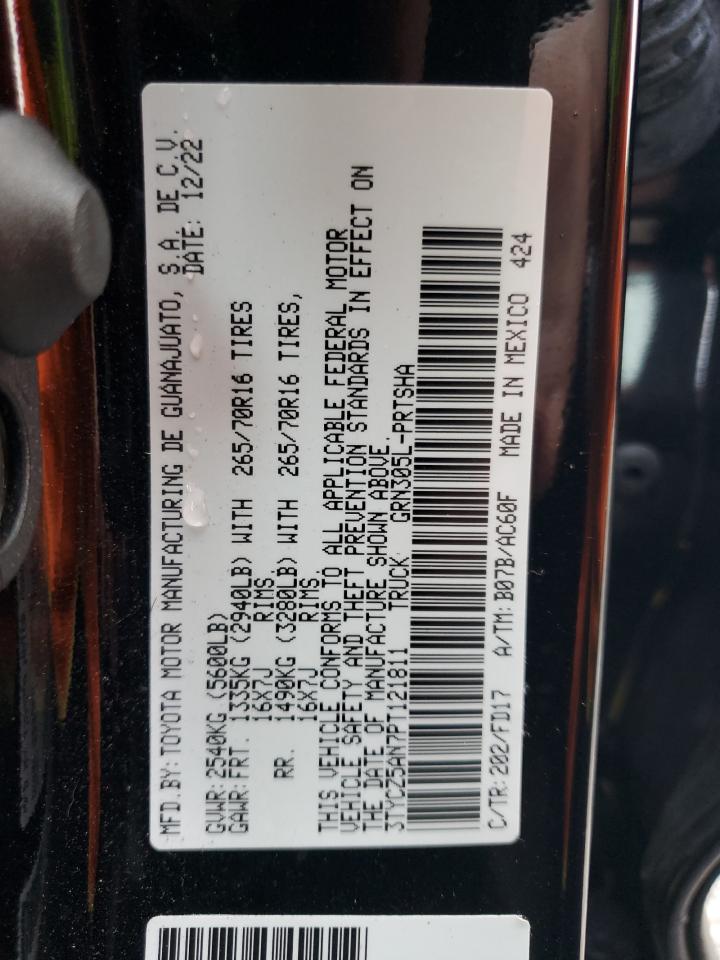 MFD.BY: TOYOTA MOTOR MANUFACTURING DE GUANAJUATO, S.A. DE C.V.
DATE: 12/22
GVWR: 2540KG (5600LB)
GAWR: FRT. 1335KG (2940LB) WITH 265/70R16 TIRES
16X7J RIMS.
RR. 1490KG (3280LB) WITH 265/70R16 TIRES,
16X7J RIMS.
THIS VEHICLE CONFORMS TO ALL APPLICABLE FEDERAL MOTOR
VEHICLE SAFETY AND THEFT PREVENTION STANDARDS IN EFFECT ON
THE DATE OF MANUFACTURE SHOWN ABOVE.
3TYCZ5AN7PT121811 TRUCK GRN305L-PRTSHA
C/TR: 202/FD17 A/TM: B07B/AC60F MADE IN MEXICO 424